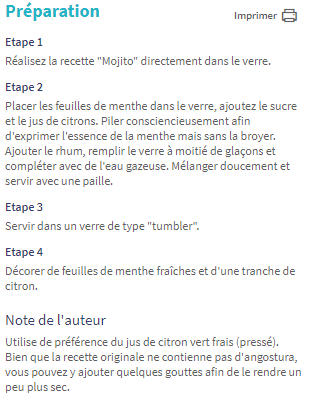 Préparation
Imprimer
Etape 1
Réalisez la recette "Mojito" directement dans le verre.
Etape 2
Placer les feuilles de menthe dans le verre, ajoutez le sucre
et le jus de citrons. Piler consciencieusement afin
d'exprimer l'essence de la menthe mais sans la broyer.
Ajouter le rhum, remplir le verre à moitié de glaçons et
compléter avec de l'eau gazeuse. Mélanger doucement et
servir avec une paille.
Etape 3
Servir dans un verre de type "tumbler".
Etape 4
Décorer de feuilles de menthe fraîches et d'une tranche de
citron.
Note de l'auteur
Utilise de préférence du jus de citron vert frais (pressé).
Bien que la recette originale ne contienne pas d'angostura,
vous pouvez y ajouter quelques gouttes afin de le rendre un
peu plus sec.